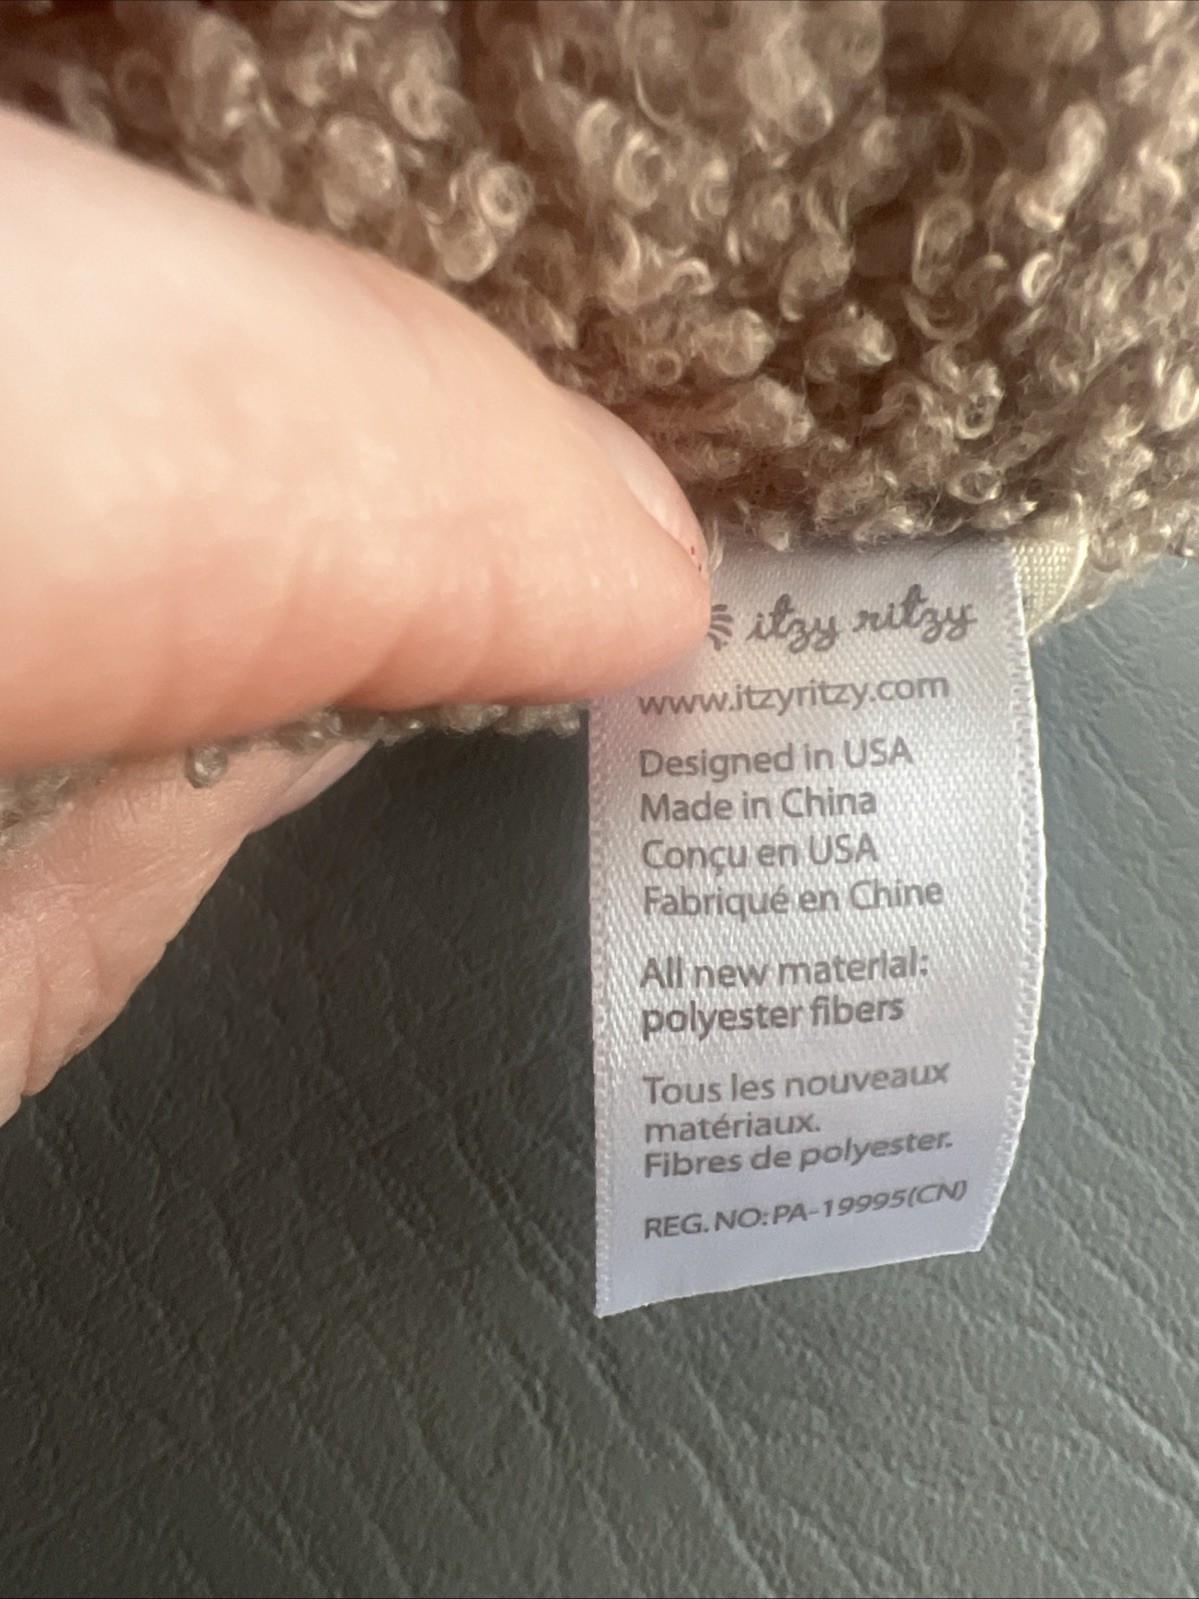 itzy ritzy
www.itzyritzy.com
Designed in USA
Made in China
Conçu en USA
Fabriqué en Chine
All new material:
polyester fibers
Tous les nouveaux
matériaux.
Fibres de polyester.
REG. NO: PA-19995(CN)